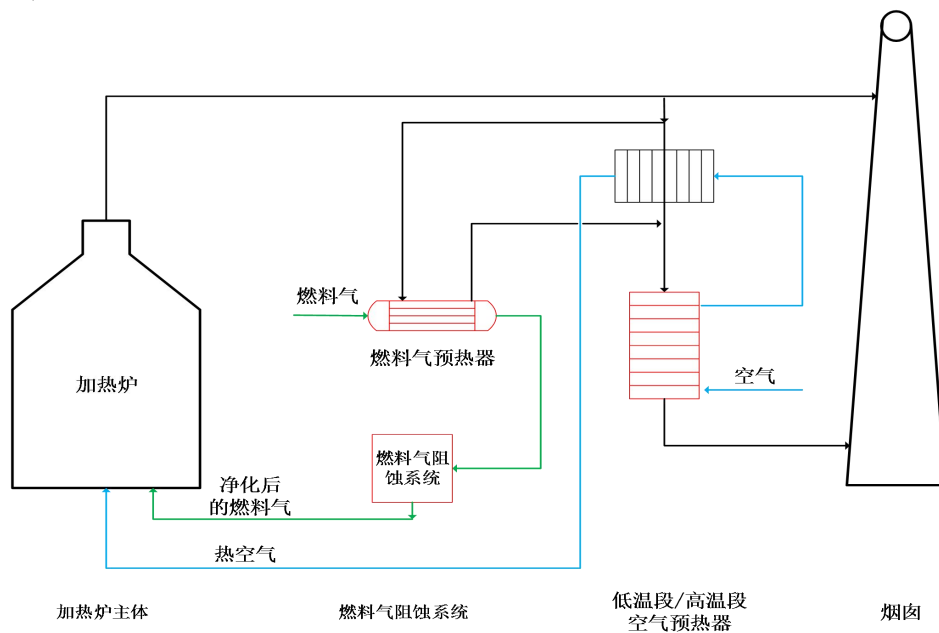 燃料气
空气
加热炉
燃料气预热器
燃料气阻
蚀系统
净化后
的燃料气
热空气
加热炉主体
燃料气阻蚀系统
低温段/高温段
空气预热器
烟囱